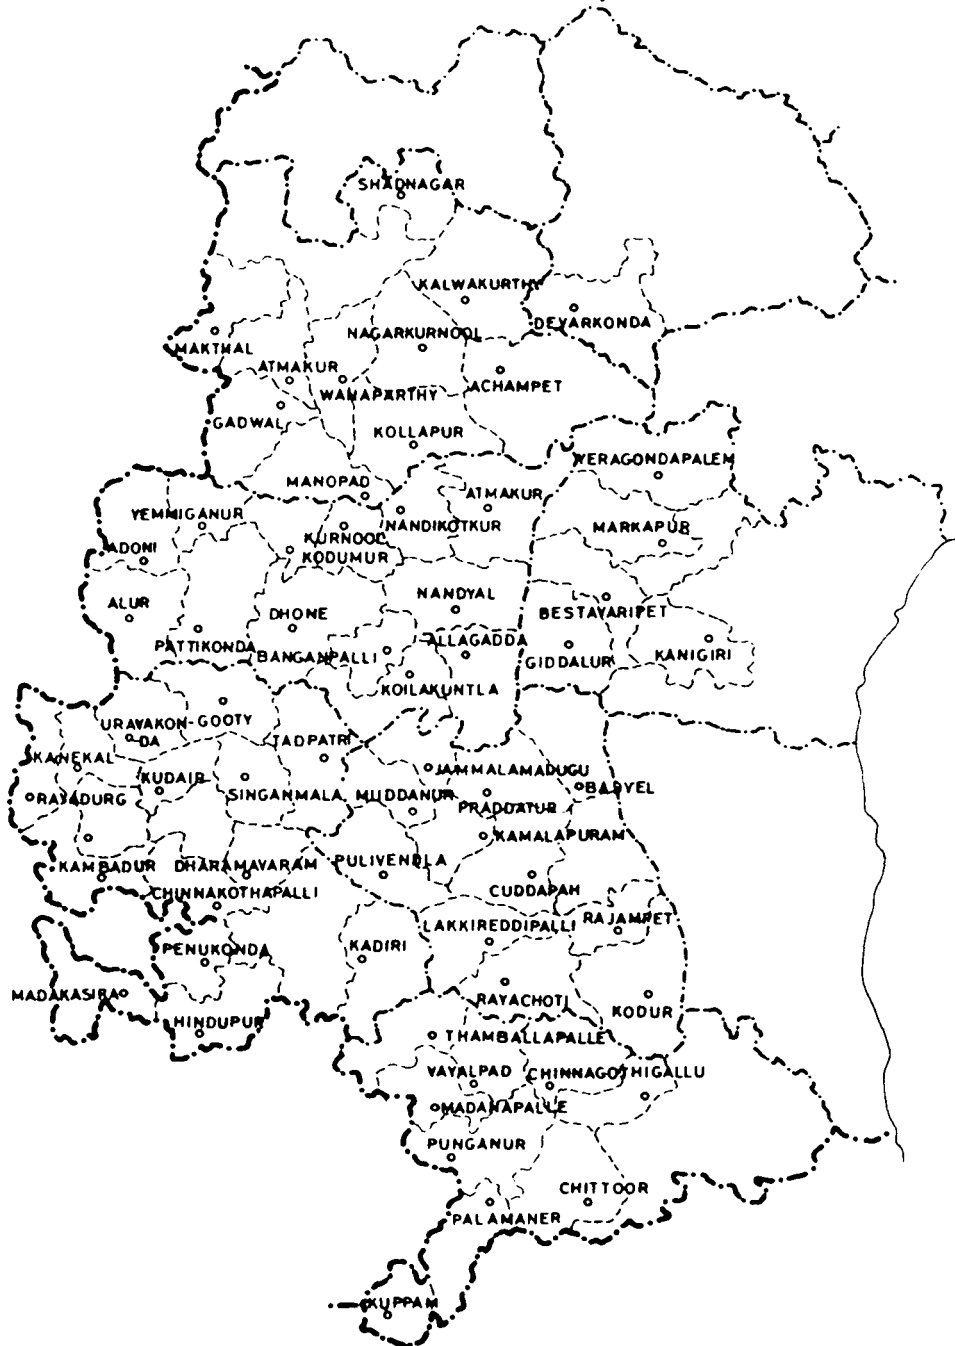 SHADNAGAR
KALWAKURTHY
DEVARKONDA
NAGARKURNOOL
MAKTHAL
ATMAKUR
WANAPARTHY
ACHAMPET
GADWAL
KOLLAPUR
YERAGONDAPALEM
MANOPAD
ATMAKUR
YEMMIGANUR
NANDIKOTKUR
MARKAPUR
KURNOOL
ADONI
KODUMUR
NANDYAL
ALUR
DHONE
BESTAVARIPET
PATTIKONDA
BANGANPALLI
ALLAGADDA
GIDDALUR
KANIGIRI
KOILAKUNTLA
URAVAKON-
DA
GOOTY
TADPATRI
KANEKAL
JAMMALAMADUGU
KUDAIR
RAYADURG
SINGANMALA
MUDDANUR
PRADDATUR
BADVEL
KAMALAPURAM
KAMBADUR
DHARAMAVARAM
PULIVENDLA
CHINNAKOTHAPALLI
CUDDAPAH
LAKKIREDDIPALLI
RAJAMPET
PENUKONDA
KADIRI
MADAKASIRA
HINDUPUR
RAYACHOTI
KODUR
THAMBALLAPALLE
VAYALPAD
CHINNAGOTHIGALLU
MADANAPALLE
PUNGANUR
CHITTOOR
PALAMANER
KUPPAM